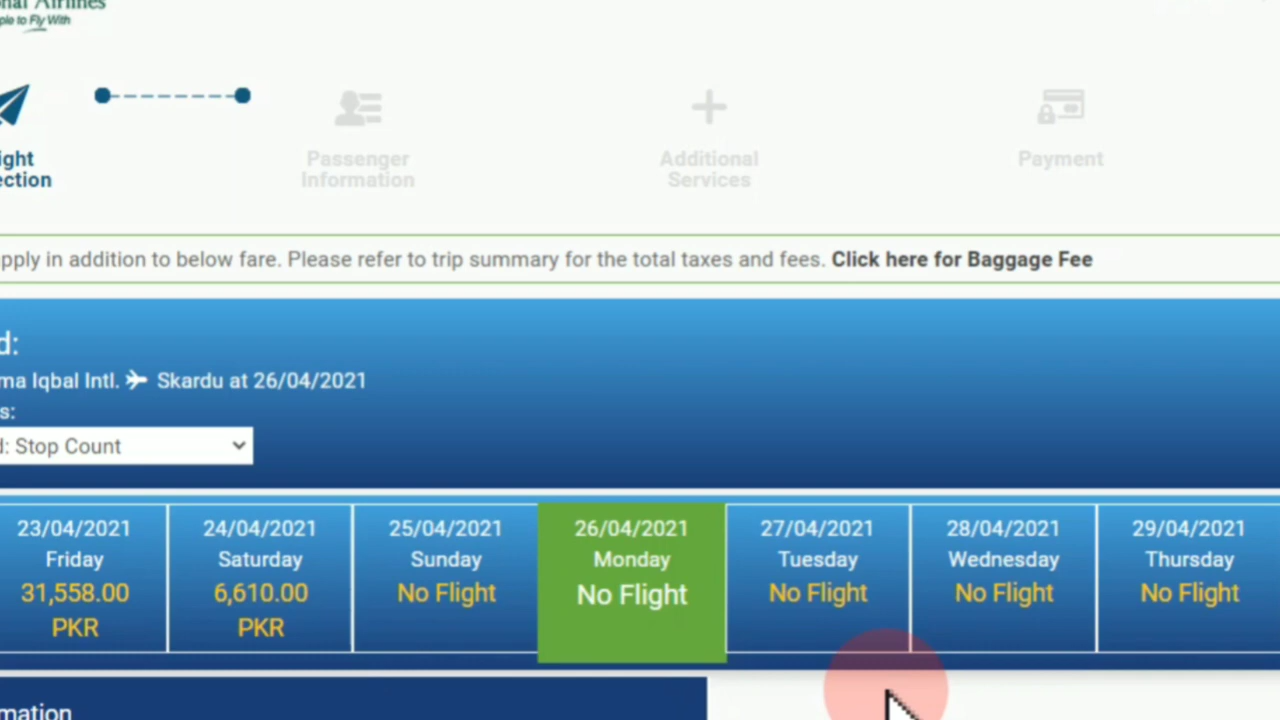 nal Airlines
ple to Fly With
ight
ection
Passenger
Information
Additional
Services
Payment
pply in addition to below fare. Please refer to trip summary for the total taxes and fees. Click here for Baggage Fee
d:
ma Iqbal Intl. Skardu at 26/04/2021
s:
d: Stop Count
23/04/2021 24/04/2021 25/04/2021 26/04/2021 27/04/2021 28/04/2021 29/04/2021
Friday Saturday Sunday Monday Tuesday Wednesday Thursday
31,558.00 6,610.00 No Flight No Flight No Flight No Flight No Flight
PKR PKR
mation